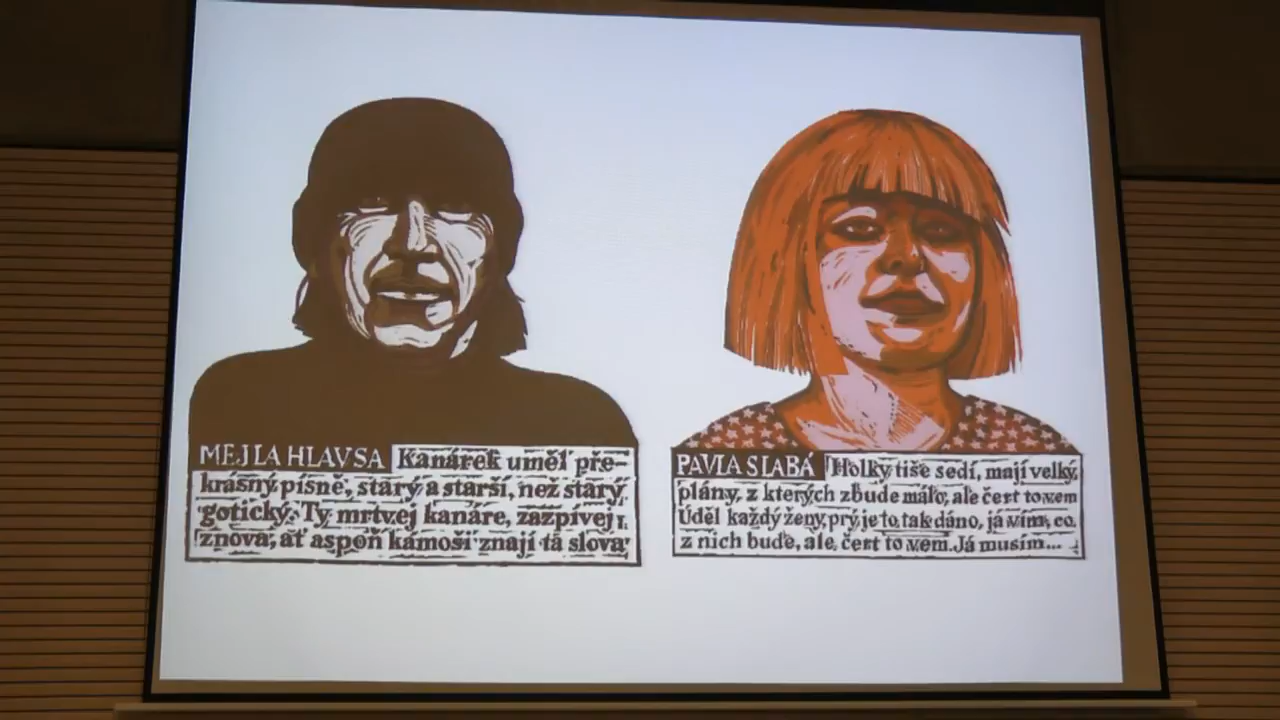 MEJLA HLAVSA Kanárek uměl pře-
krásný písně, starý a starší, než starý
gotický. Ty mrtvej kanáre, zazpívej
znova, ať aspoň kámoši znají ta slova
PAVLA SLABÁ Holky tiše sedí, mají velký
plány, z kterých zbude málo, ale čert to vem
Úděl každý ženy, prý je to tak dáno, já vím, co
z nich bude, ale čert to vem. Já musím...